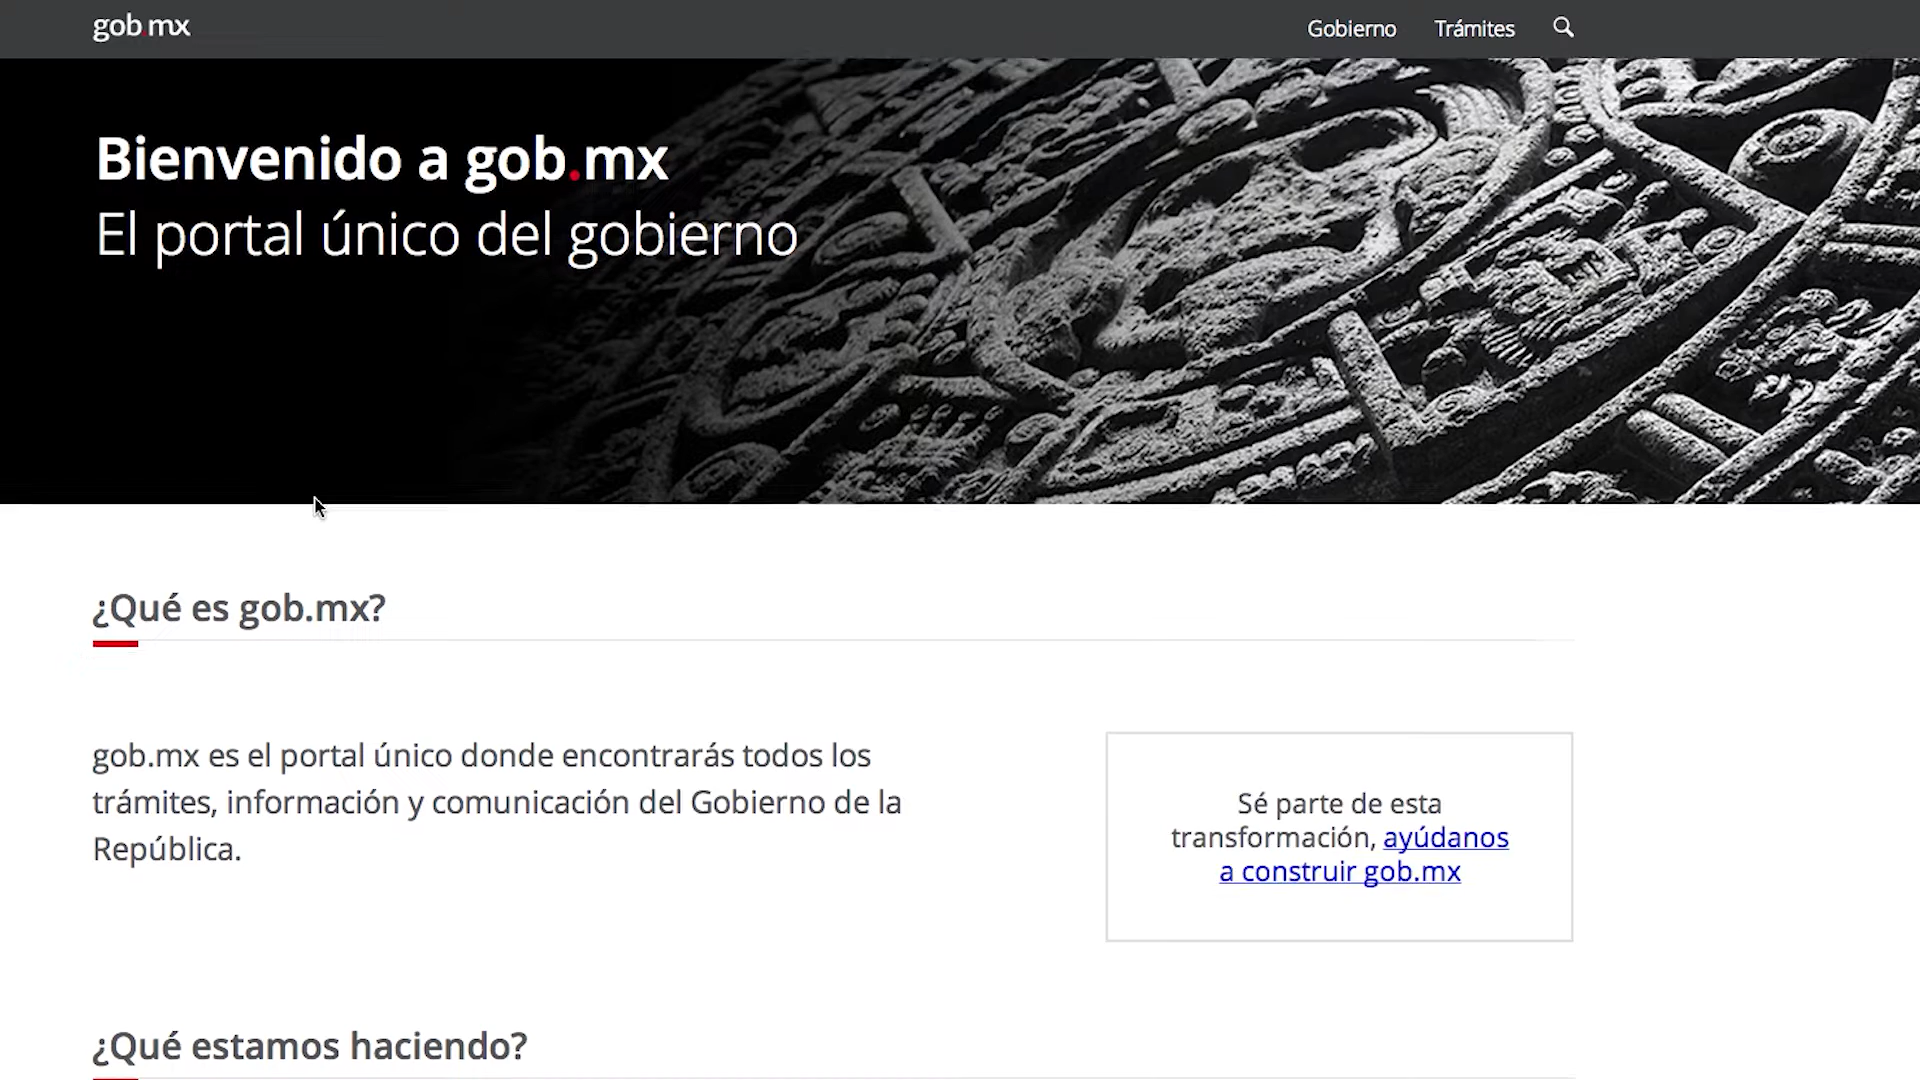 gob.mx
Gobierno
Trámites
Bienvenido a gob.mx
El portal único del gobierno
¿Qué es gob.mx?
gob.mx es el portal único donde encontrarás todos los
trámites, información y comunicación del Gobierno de la
República.
Sé parte de esta
transformación, ayúdanos
a construir gob.mx
¿Qué estamos haciendo?